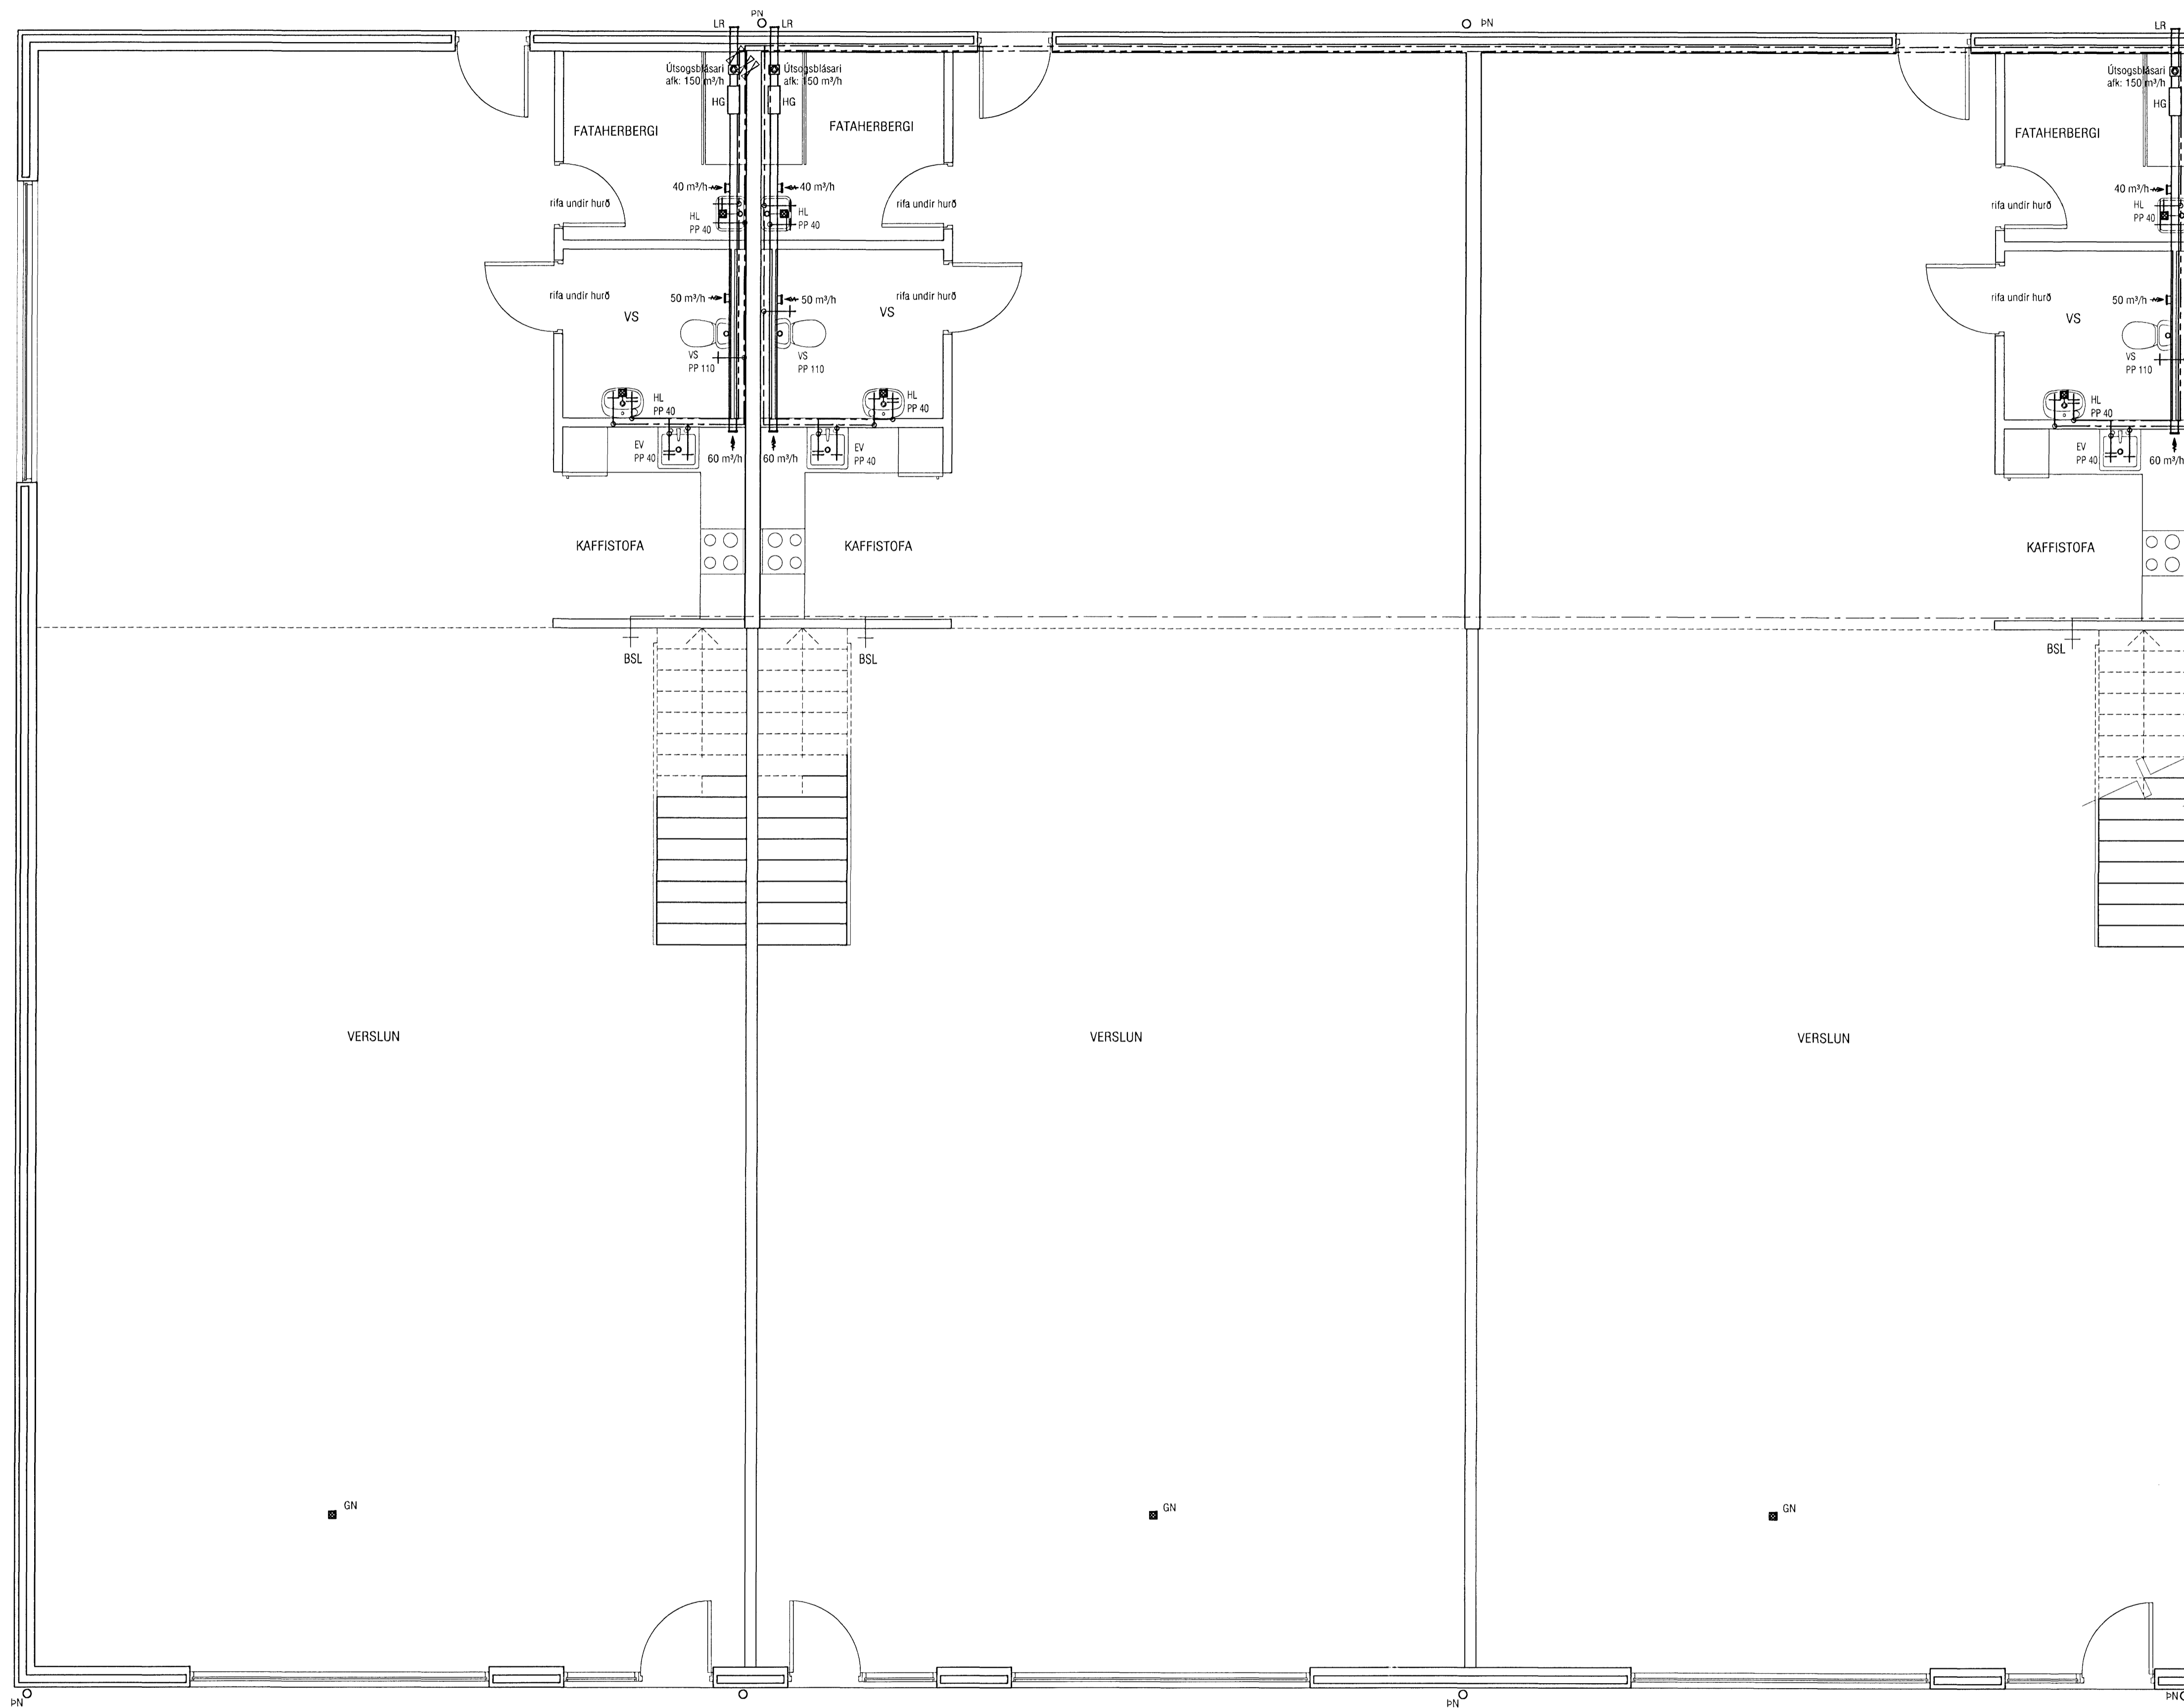 ÞN
LR
LR
ÞN
LR
Útsogsblásari
afk: 150 m³/h
Útsogsblásari
afk: 150 m³/h
Útsogsblásari
afk: 150 m³/h
HG
HG
HG
FATAHERBERGI
FATAHERBERGI
FATAHERBERGI
40 m³/h
40 m³/h
40 m³/h
rifa undir hurð
rifa undir hurð
rifa undir hurð
HL
PP 40
HL
PP 40
HL
PP 40
rifa undir hurð
50 m³/h
50 m³/h
rifa undir hurð
rifa undir hurð
50 m³/h
VS
VS
VS
VS
PP 110
VS
PP 110
VS
PP 110
HL
PP 40
HL
PP 40
HL
PP 40
EV
PP 40
60 m³/h
60 m³/h
EV
PP 40
EV
PP 40
60 m³/h
KAFFISTOFA
KAFFISTOFA
KAFFISTOFA
BSL
BSL
BSL
VERSLUN
VERSLUN
VERSLUN
GN
GN
GN
ÞN
ÞN
ÞN